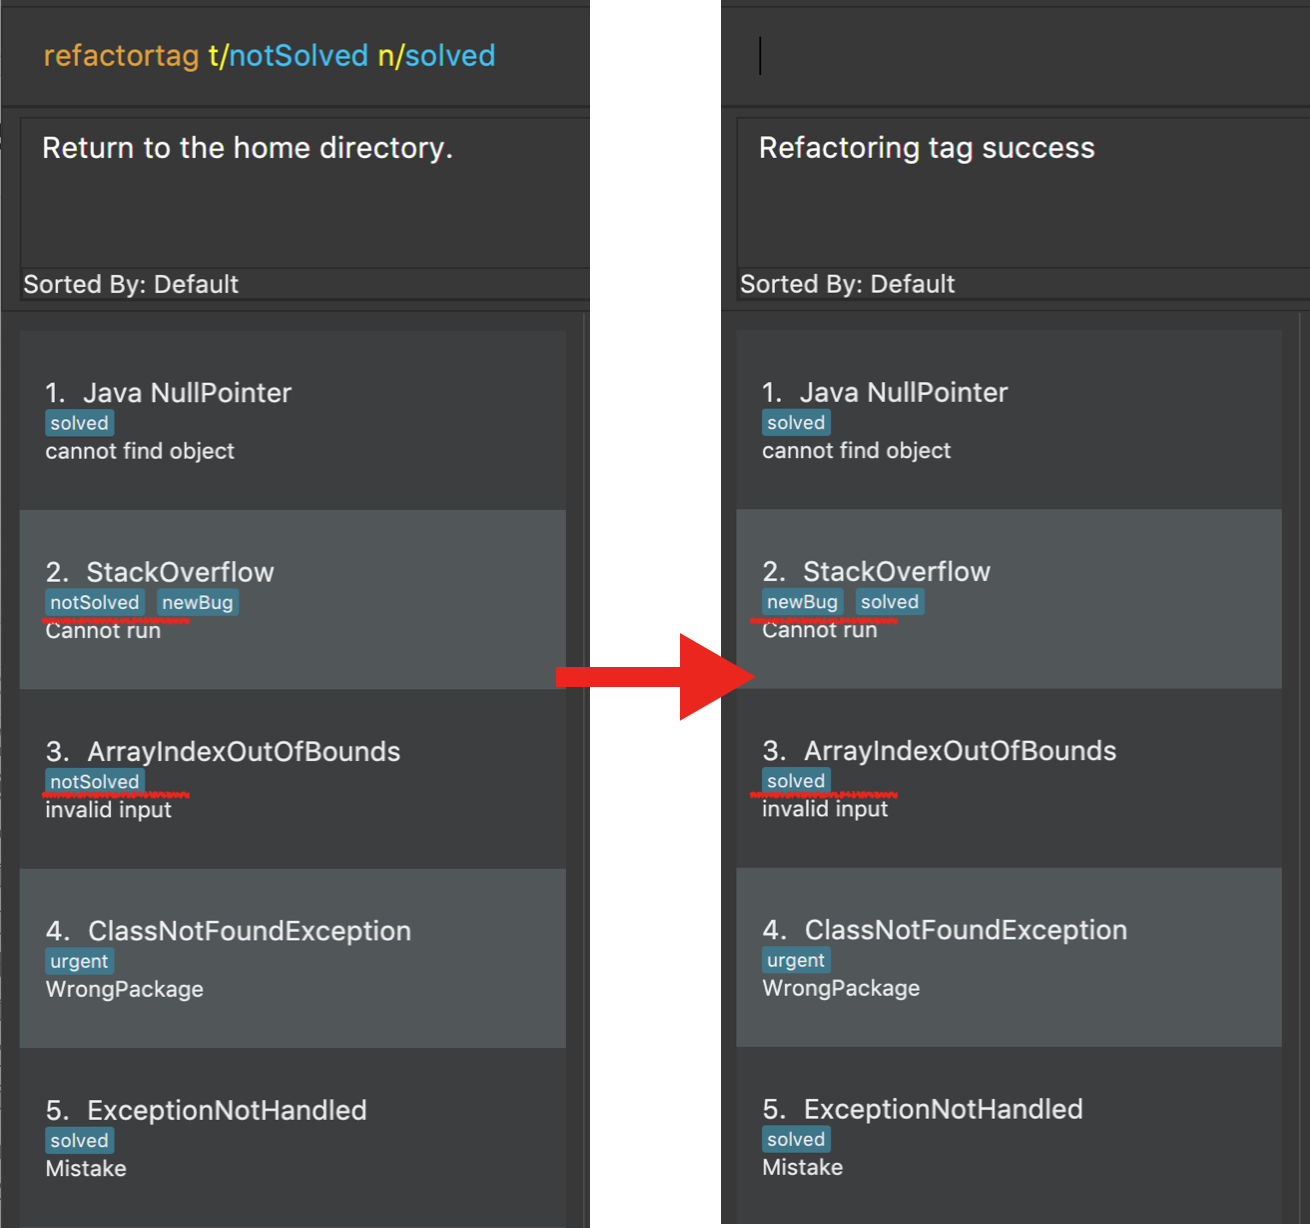 refactortag t/notSolved n/solved
Return to the home directory.
Sorted By: Default
1. Java NullPointer
solved
cannot find object
2. StackOverflow
notSolved newBug
Cannot run
3. ArrayIndexOutOfBounds
notSolved
invalid input
4. ClassNotFoundException
urgent
WrongPackage
5. ExceptionNotHandled
solved
Mistake
Refactoring tag success
Sorted By: Default
1. Java NullPointer
solved
cannot find object
2. StackOverflow
newBug solved
Cannot run
3. ArrayIndexOutOfBounds
solved
invalid input
4. ClassNotFoundException
urgent
WrongPackage
5. ExceptionNotHandled
solved
Mistake